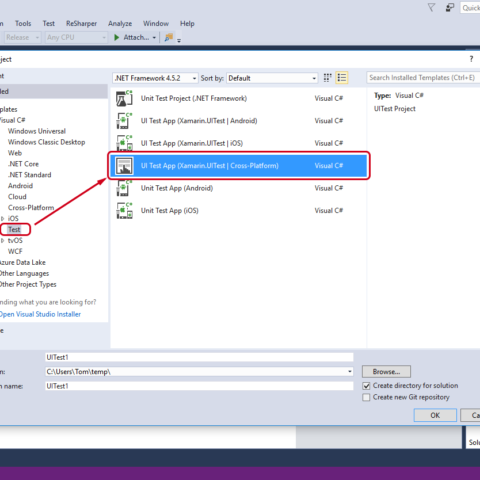 Quick
m Tools Test ReSharper Analyze Window Help
Release Any CPU Attach...
oject ?
nt .NET Framework 4.5.2 Sort by: Default Search Installed Templates (Ctrl+E)
led
Unit Test Project (.NET Framework) Visual C# Type: Visual C#
UITest Project
plates
isual C# UI Test App (Xamarin.UITest | Android) Visual C#
Windows Universal
Windows Classic Desktop UI Test App (Xamarin.UITest | iOS) Visual C#
Web
.NET Core UI Test App (Xamarin.UITest | Cross-Platform) Visual C#
.NET Standard
Android Unit Test App (Android) Visual C#
Cloud
Cross-Platform Unit Test App (iOS) Visual C#
iOS
Test
tvOS
WCF
zure Data Lake
Other Languages
Other Project Types
nding what you are looking for?
Open Visual Studio Installer
e
UITest1
n: C:\Users\Tom\temp\ Browse...
n name: UITest1 Create directory for solution
Create new Git repository
OK Ca
Solu